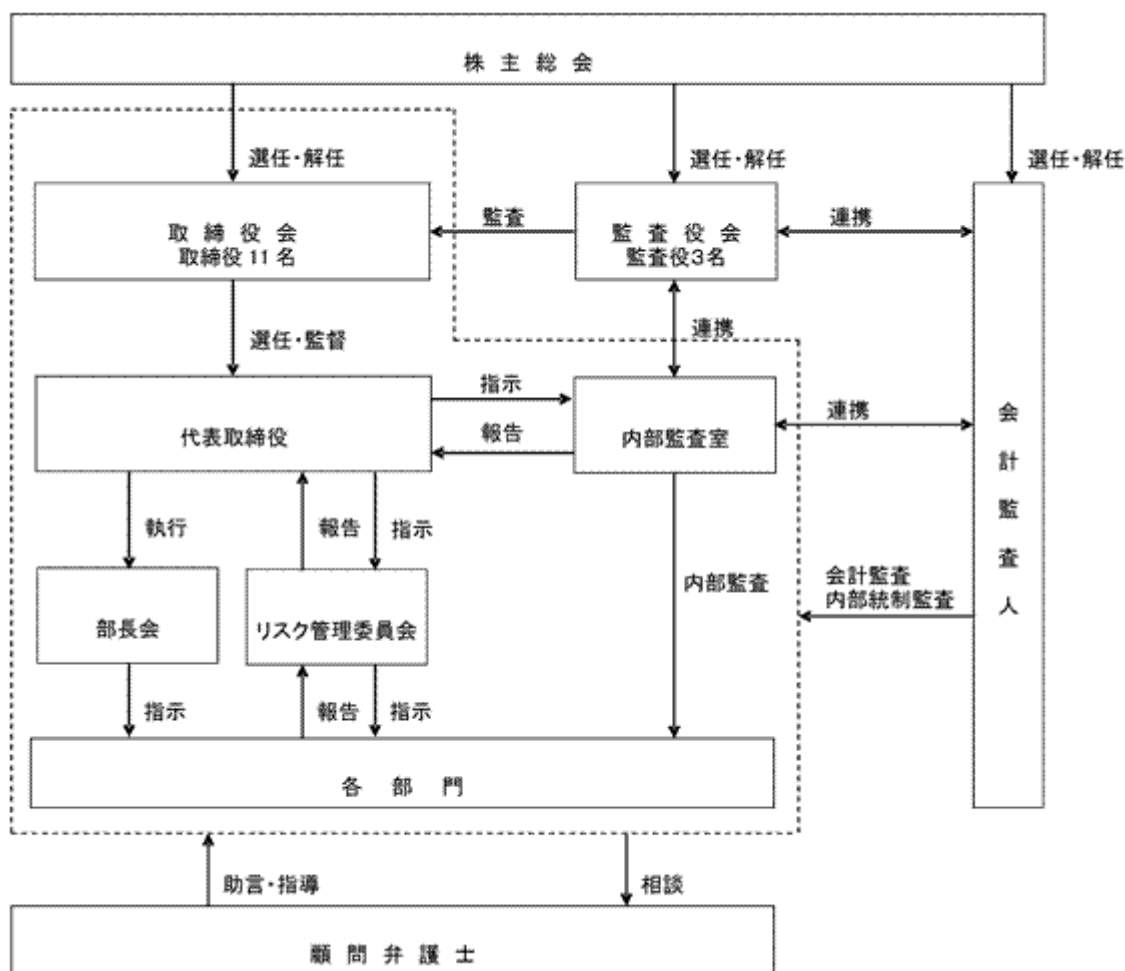 株主総会
選任・解任
選任・解任
選任・解任
取締役会
取締役11名
監査
監査役会
監査役3名
連携
選任・監督
連携
代表取締役
指示
報告
内部監査室
連携
会計監査人
執行
報告
指示
内部監査
会計監査
内部統制監査
部長会
リスク管理委員会
指示
報告
指示
各部門
助言・指導
相談
顧問弁護士